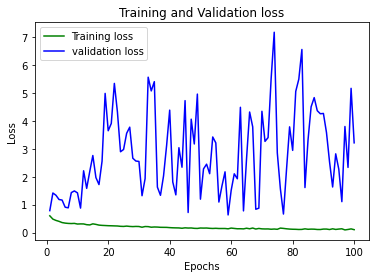 Training and Validation loss
Training loss
validation loss
Loss
7
6
5
4
3
2
1
0
0 20 40 60 80 100
Epochs